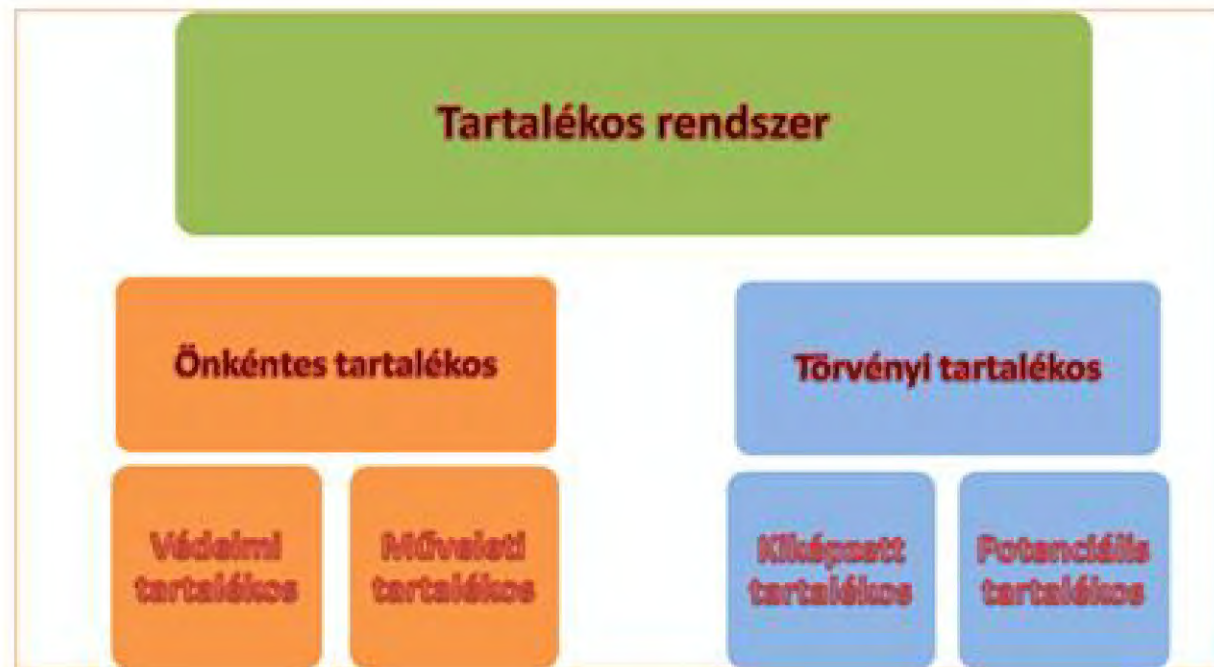 Tartalékos rendszer
Önkéntes tartalékos
Törvényi tartalékos
Védelmi
tartalékos
Műveleti
tartalékos
Kiképzett
tartalékos
Potenciális
tartalékos